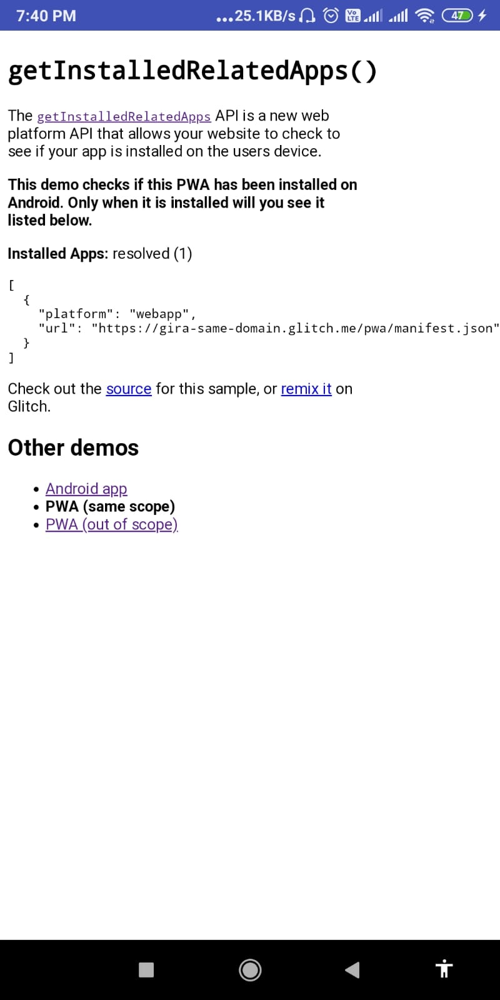 7:40 PM ...25.1KB/s Vo LTE 47
getInstalledRelatedApps()
The getInstalledRelatedApps API is a new web
platform API that allows your website to check to
see if your app is installed on the users device.
This demo checks if this PWA has been installed on
Android. Only when it is installed will you see it
listed below.
Installed Apps: resolved (1)
[
  {
    "platform": "webapp",
    "url": "https://gira-same-domain.glitch.me/pwa/manifest.json"
  }
]
Check out the source for this sample, or remix it on
Glitch.
Other demos
• Android app
• PWA (same scope)
• PWA (out of scope)